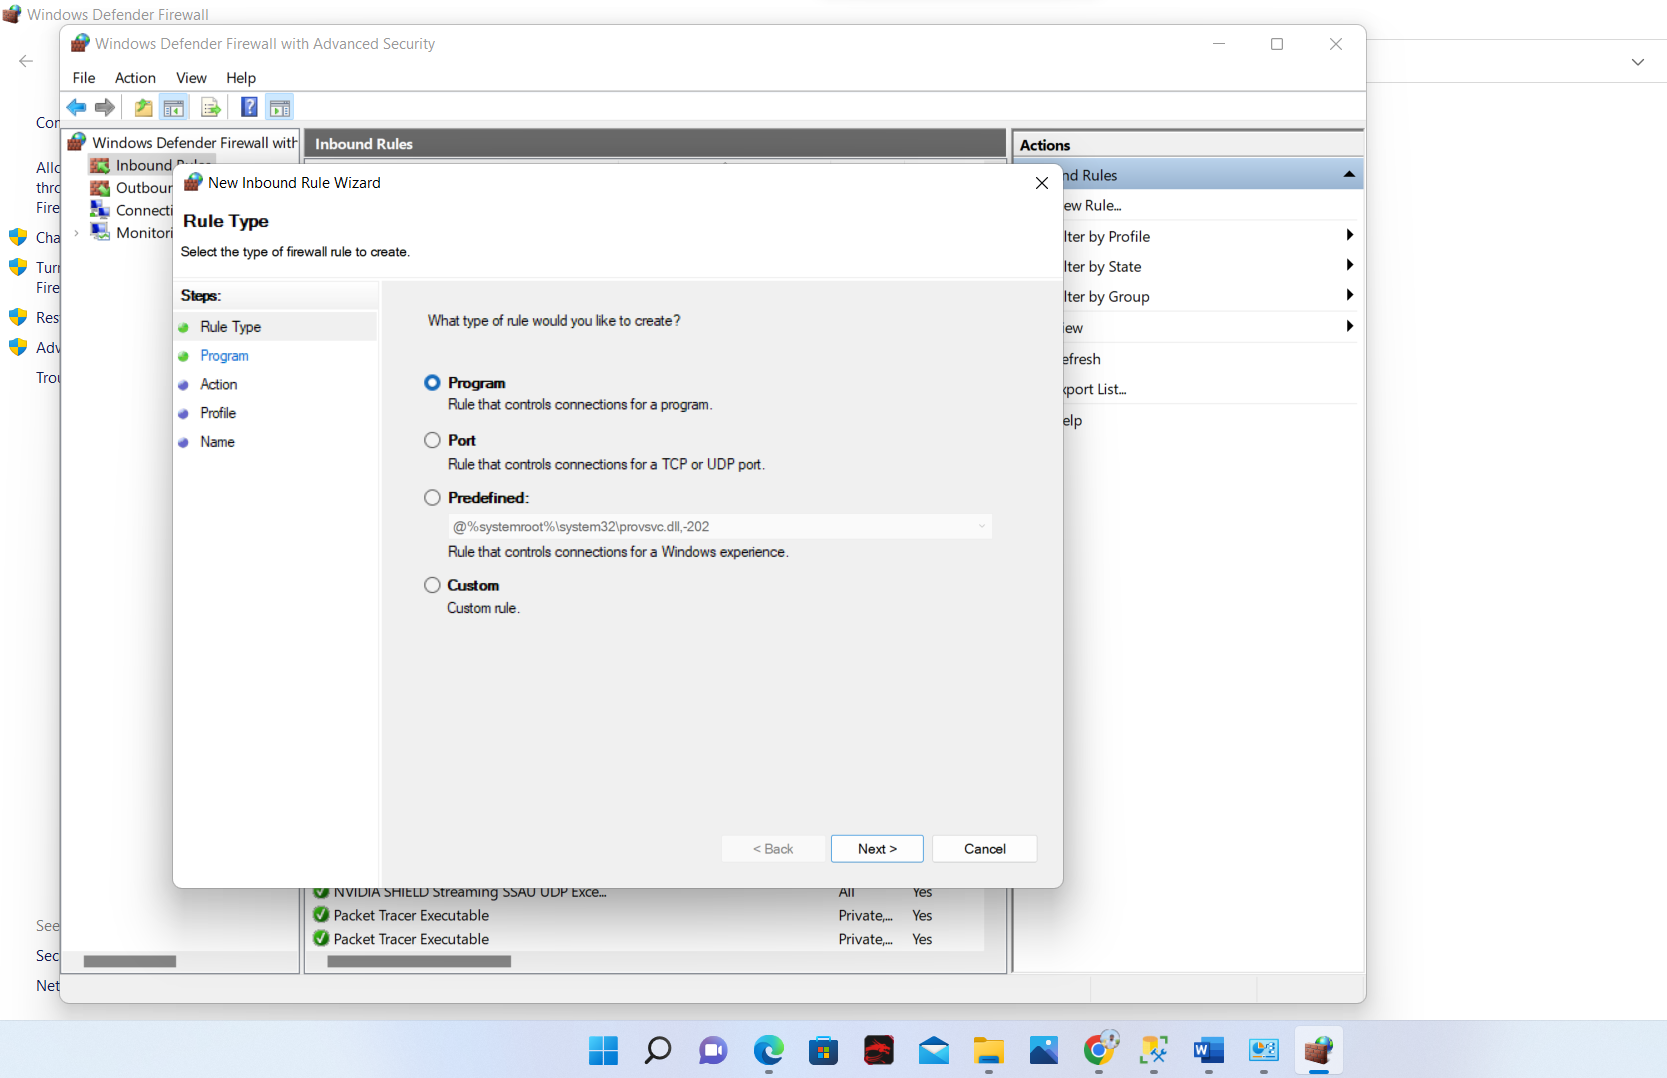 Windows Defender Firewall
Windows Defender Firewall with Advanced Security
File Action View Help
Windows Defender Firewall with
Inbound Rules
Outbour
Connecti
Monitori
Inbound Rules
Actions
nd Rules
ew Rule...
lter by Profile
lter by State
lter by Group
iew
efresh
xport List...
elp
Cor
Allo
thro
Fire
Cha
Turr
Fire
Res
Adv
Trou
See
Sec
Net
New Inbound Rule Wizard
Rule Type
Select the type of firewall rule to create.
Steps:
Rule Type
Program
Action
Profile
Name
What type of rule would you like to create?
Program
Rule that controls connections for a program.
Port
Rule that controls connections for a TCP or UDP port.
Predefined:
@%systemroot%\system32\provsvc.dll,-202
Rule that controls connections for a Windows experience.
Custom
Custom rule.
< Back Next > Cancel
NVIDIA SHIELD Streaming SSAU UDP Exce... All Yes
Packet Tracer Executable Private,... Yes
Packet Tracer Executable Private,... Yes